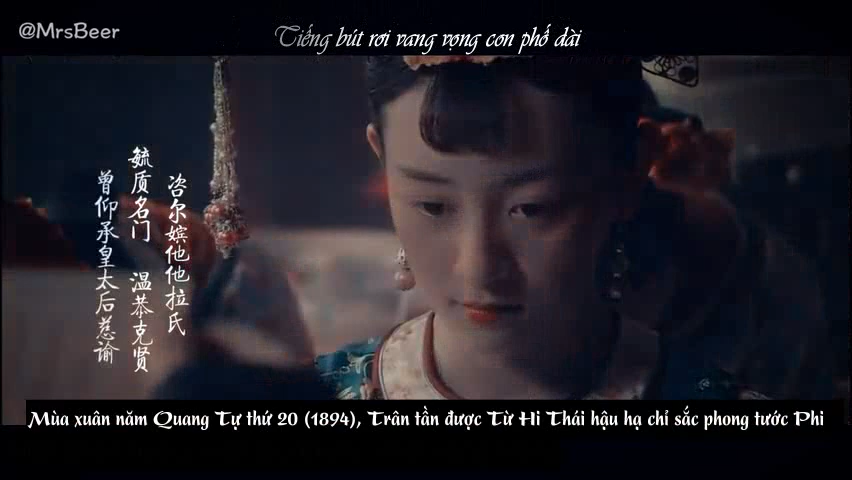 @MrsBeer
Tiếng bút rơi vang vọng con phố dài
咨尔嫔他他拉氏
毓质名门 温恭克贤
曾仰承皇太后慈谕
Mùa xuân năm Quang Tự thứ 20 (1894), Trân tần được Từ Hi Thái hậu hạ chỉ sắc phong tước Phi